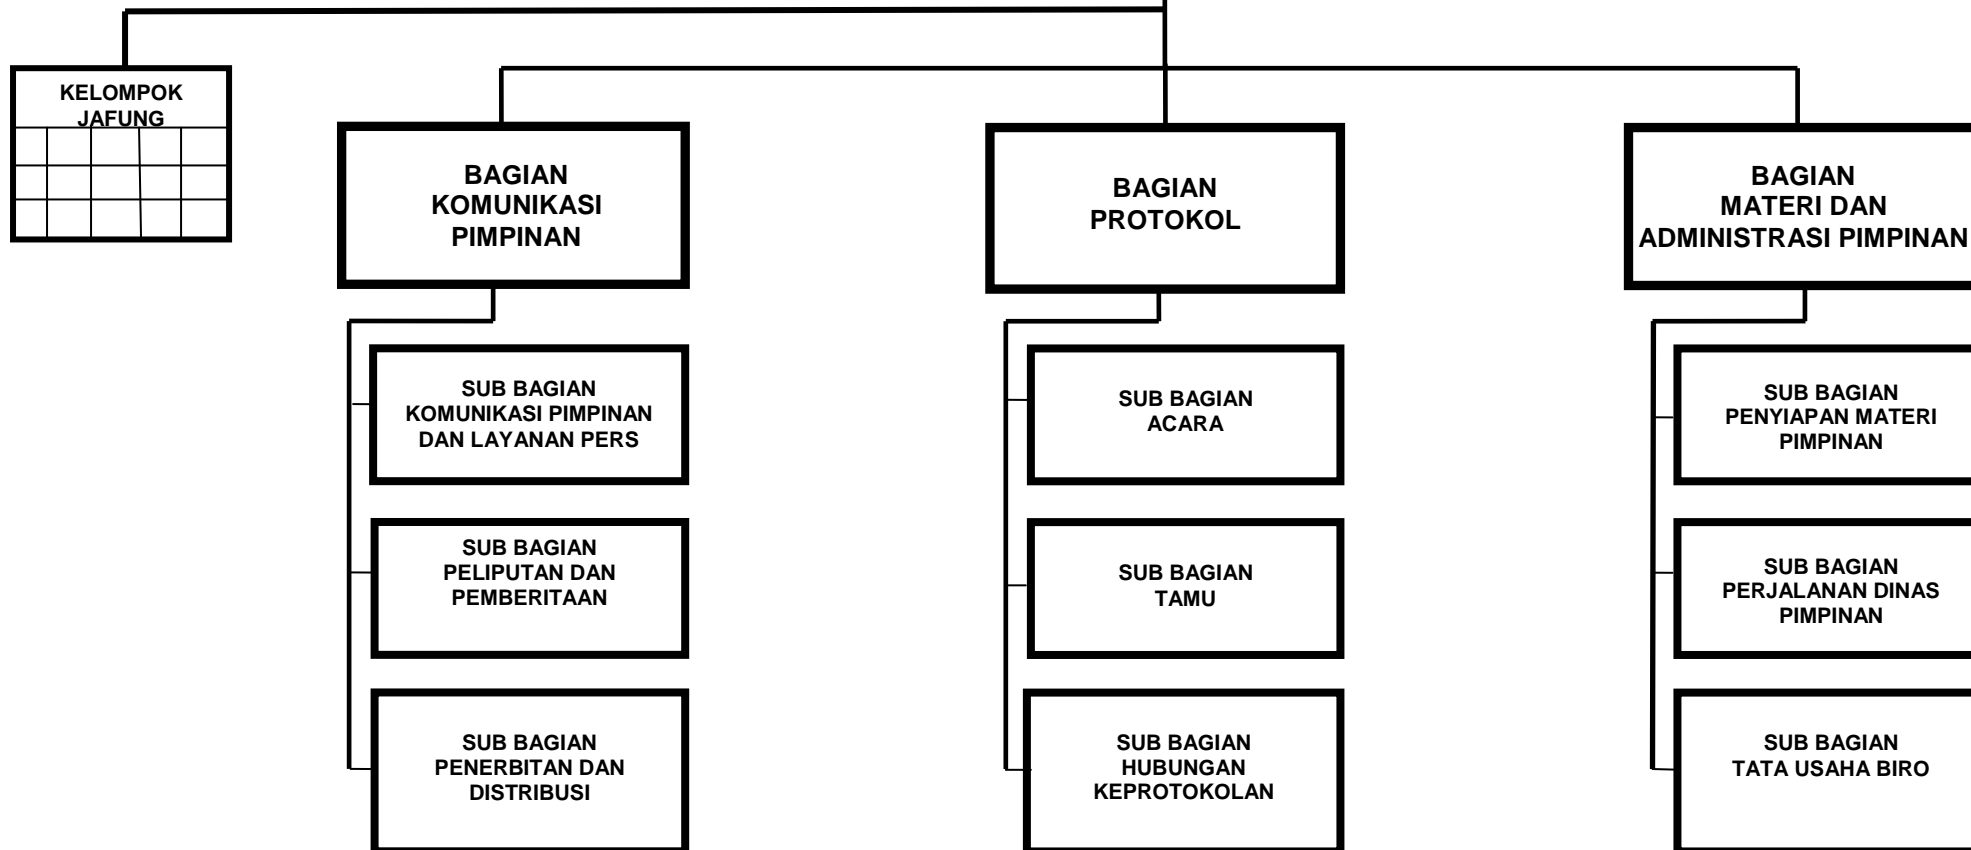 KELOMPOK
JAFUNG
BAGIAN
KOMUNIKASI
PIMPINAN
BAGIAN
PROTOKOL
BAGIAN
MATERI DAN
ADMINISTRASI PIMPINAN
SUB BAGIAN
KOMUNIKASI PIMPINAN
DAN LAYANAN PERS
SUB BAGIAN
ACARA
SUB BAGIAN
PENYIAPAN MATERI
PIMPINAN
SUB BAGIAN
PELIPUTAN DAN
PEMBERITAAN
SUB BAGIAN
TAMU
SUB BAGIAN
PERJALANAN DINAS
PIMPINAN
SUB BAGIAN
PENERBITAN DAN
DISTRIBUSI
SUB BAGIAN
HUBUNGAN
KEPROTOKOLAN
SUB BAGIAN
TATA USAHA BIRO